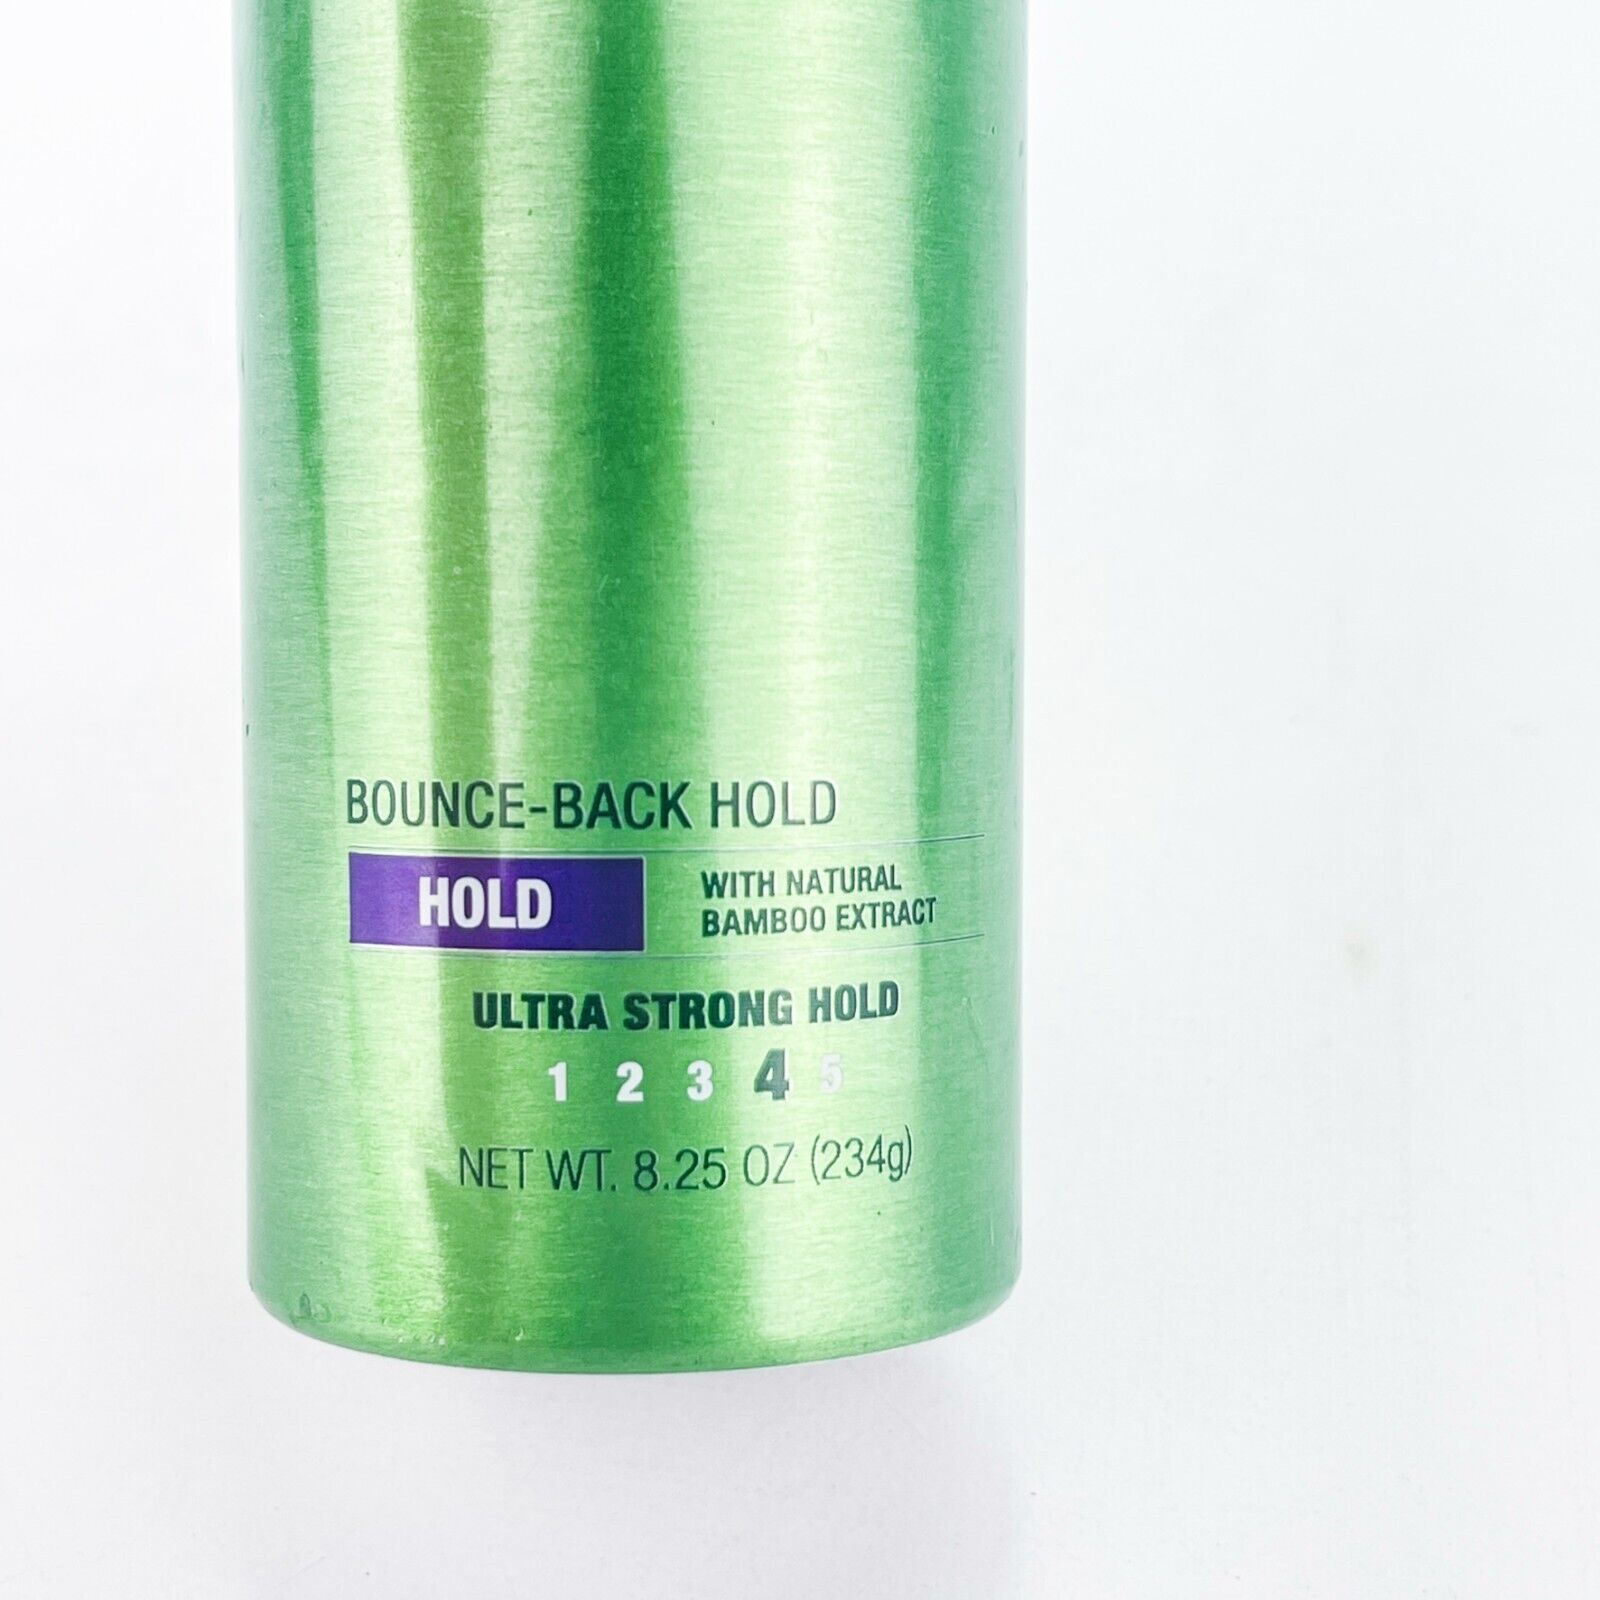 BOUNCE-BACK HOLD
HOLD
WITH NATURAL
BAMBOO EXTRACT
ULTRA STRONG HOLD
1 2 3 4 5
NET WT. 8.25 OZ (234g)